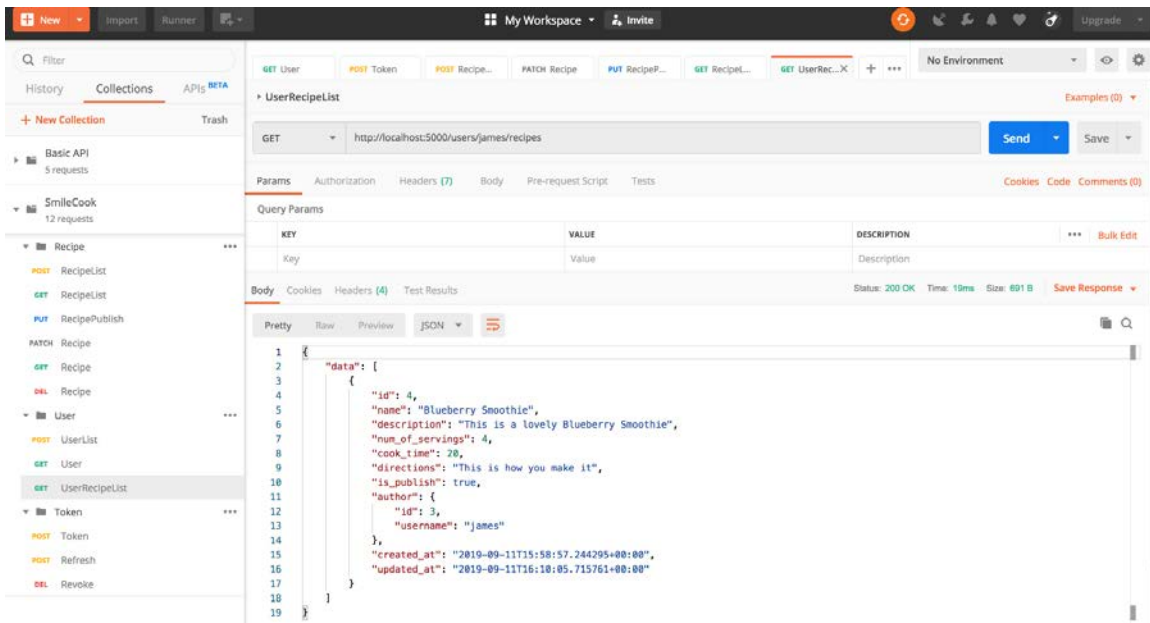 New Import Runner My Workspace Invite Upgrade
Filter
History Collections APIs BETA
+ New Collection Trash
Basic API
5 requests
SmileCook
12 requests
Recipe
POST RecipeList
GET RecipeList
PUT RecipePublish
PATCH Recipe
GET Recipe
DEL Recipe
User
POST UserList
GET User
GET UserRecipeList
Token
POST Token
POST Refresh
DEL Revoke
GET User POST Token POST Recipe... PATCH Recipe PUT RecipeP... GET RecipeL... GET UserRec...X + ••• No Environment
UserRecipeList Examples (0)
GET http://localhost:5000/users/james/recipes Send Save
Params Authorization Headers (7) Body Pre-request Script Tests Cookies Code Comments (0)
Query Params
KEY VALUE DESCRIPTION ••• Bulk Edit
Key Value Description
Body Cookies Headers (4) Test Results Status: 200 OK Time: 19ms Size: 691 B Save Response
Pretty Raw Preview JSON
1 {
2 "data": [
3 {
4 "id": 4,
5 "name": "Blueberry Smoothie",
6 "description": "This is a lovely Blueberry Smoothie",
7 "num_of_servings": 4,
8 "cook_time": 20,
9 "directions": "This is how you make it",
10 "is_publish": true,
11 "author": {
12 "id": 3,
13 "username": "james"
14 },
15 "created_at": "2019-09-11T15:58:57.244295+00:00",
16 "updated_at": "2019-09-11T16:10:05.715761+00:00"
17 }
18 ]
19 }